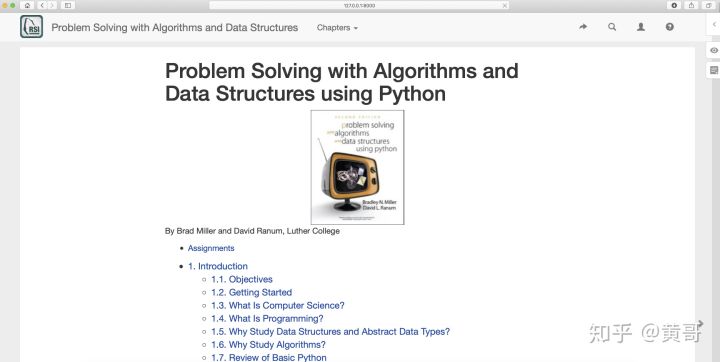 127.0.0.1:8000
RSI
Problem Solving with Algorithms and Data Structures
Chapters
Problem Solving with Algorithms and
Data Structures using Python
SECOND EDITION
problem solving
with algorithms
and data structures
using python
Bradley N. Miller
David L. Ranum
By Brad Miller and David Ranum, Luther College
Assignments
1. Introduction
1.1. Objectives
1.2. Getting Started
1.3. What Is Computer Science?
1.4. What Is Programming?
1.5. Why Study Data Structures and Abstract Data Types?
1.6. Why Study Algorithms?
1.7. Review of Basic Python
知乎 @黄哥